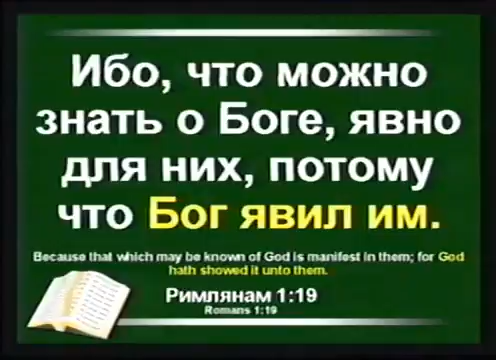 Ибо, что можно
знать о Боге, явно
для них, потому
что Бог явил им.
Because that which may be known of God is manifest in them; for God
hath showed it unto them.
Римлянам 1:19
Romans 1:19